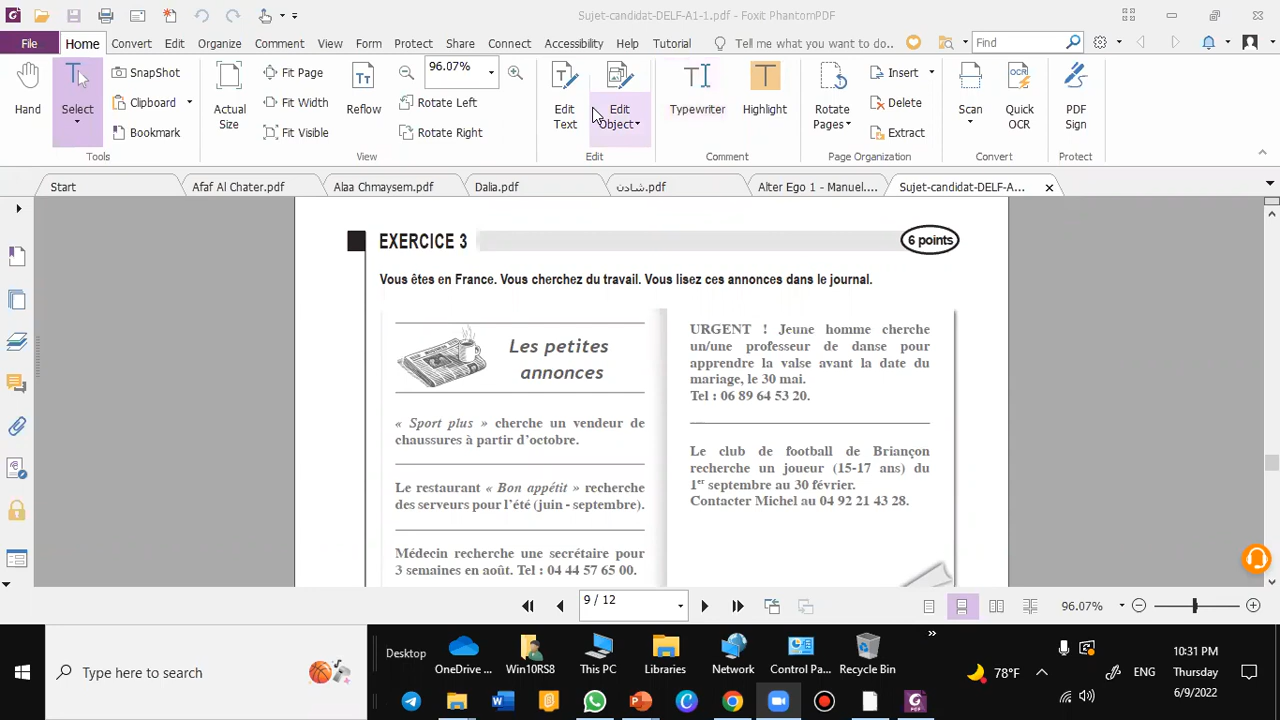 Sujet-candidat-DELF-A1-1.pdf - Foxit PhantomPDF
File Home Convert Edit Organize Comment View Form Protect Share Connect Accessibility Help Tutorial Tell me what you want to do.. Find
Hand Select SnapShot Clipboard Bookmark
Tools
Actual Size Fit Page Fit Width Fit Visible Reflow 96.07% Rotate Left Rotate Right
View
Edit Text Edit Object
Edit
Typewriter Highlight
Comment
Rotate Pages Insert Delete Extract
Page Organization
Scan Quick OCR
Convert
PDF Sign
Protect
Start Afaf Al Chater.pdf Alaa Chmaysem.pdf Dalia.pdf شادن.pdf Alter Ego 1 - Manuel.... Sujet-candidat-DELF-A...
EXERCICE 3 6 points
Vous êtes en France. Vous cherchez du travail. Vous lisez ces annonces dans le journal.
Les petites
annonces
« Sport plus » cherche un vendeur de
chaussures à partir d'octobre.
Le restaurant « Bon appétit » recherche
des serveurs pour l'été (juin - septembre).
Médecin recherche une secrétaire pour
3 semaines en août. Tel : 04 44 57 65 00.
URGENT ! Jeune homme cherche
un/une professeur de danse pour
apprendre la valse avant la date du
mariage, le 30 mai.
Tel : 06 89 64 53 20.
Le club de football de Briançon
recherche un joueur (15-17 ans) du
1er septembre au 30 février.
Contacter Michel au 04 92 21 43 28.
9 / 12 96.07%
Type here to search
Desktop OneDrive ... Win10RS8 This PC Libraries Network Control Pa... Recycle Bin
78°F ENG
10:31 PM
Thursday
6/9/2022